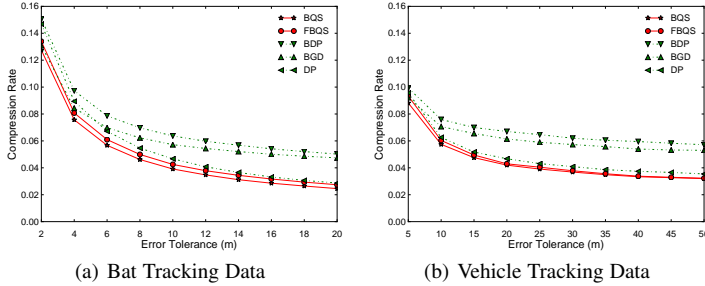 0.16
0.14
0.12
0.10
0.08
0.06
0.04
0.02
0.00
Compression Rate
2 4 6 8 10 12 14 16 18 20
Error Tolerance (m)
BQS
FBQS
BDP
BGD
DP
(a) Bat Tracking Data
0.16
0.14
0.12
0.10
0.08
0.06
0.04
0.02
0.00
Compression Rate
5 10 15 20 25 30 35 40 45 50
Error Tolerance (m)
BQS
FBQS
BDP
BGD
DP
(b) Vehicle Tracking Data